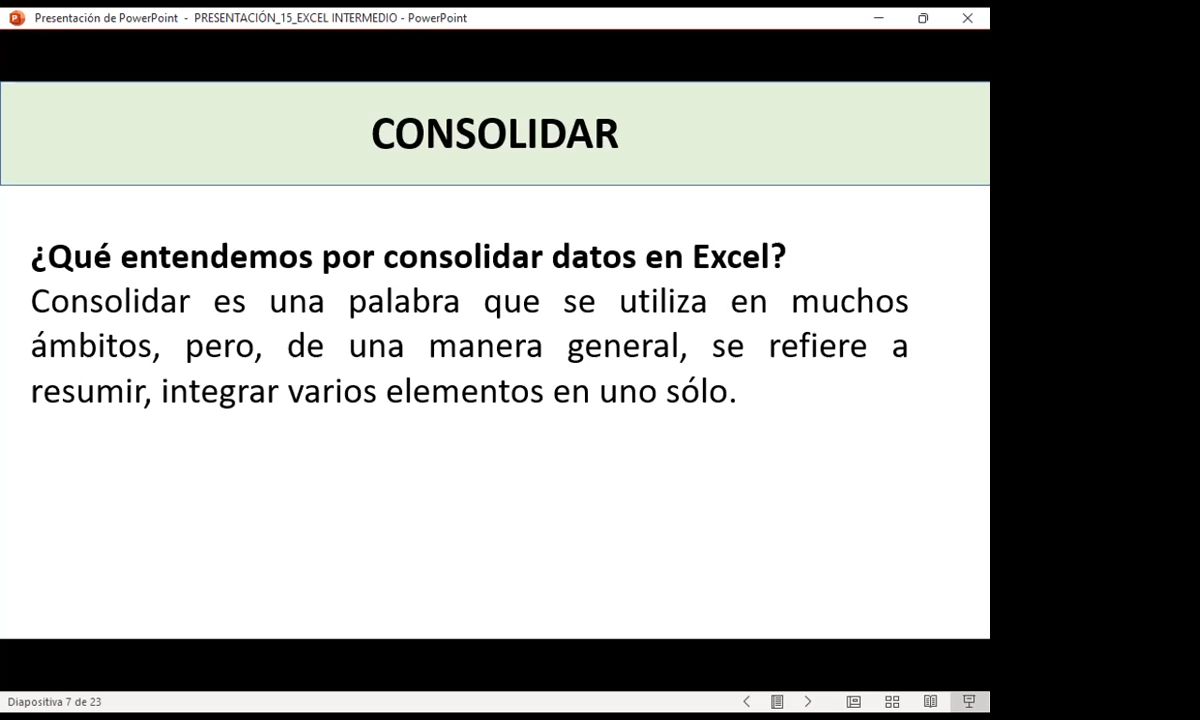 Presentación de PowerPoint - PRESENTACIÓN_15_EXCEL INTERMEDIO - PowerPoint
CONSOLIDAR
¿Qué entendemos por consolidar datos en Excel?
Consolidar es una palabra que se utiliza en muchos
ámbitos, pero, de una manera general, se refiere a
resumir, integrar varios elementos en uno sólo.
Diapositiva 7 de 23